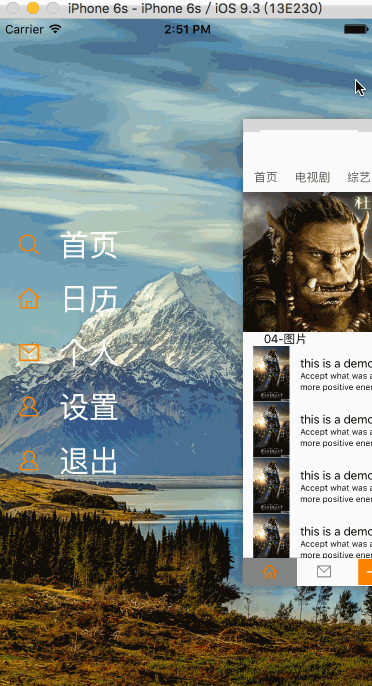 iPhone 6s - iPhone 6s / iOS 9.3 (13E230)
Carrier 2:51 PM
首页 电视剧 综艺
杜
首页
日历
个人
设置
退出
04-图片
this is a demo
Accept what was a
more positive ener
this is a demo
Accept what was a
more positive ener
this is a demo
Accept what was a
more positive ener
this is a demo
Accept what was a
more positive ener